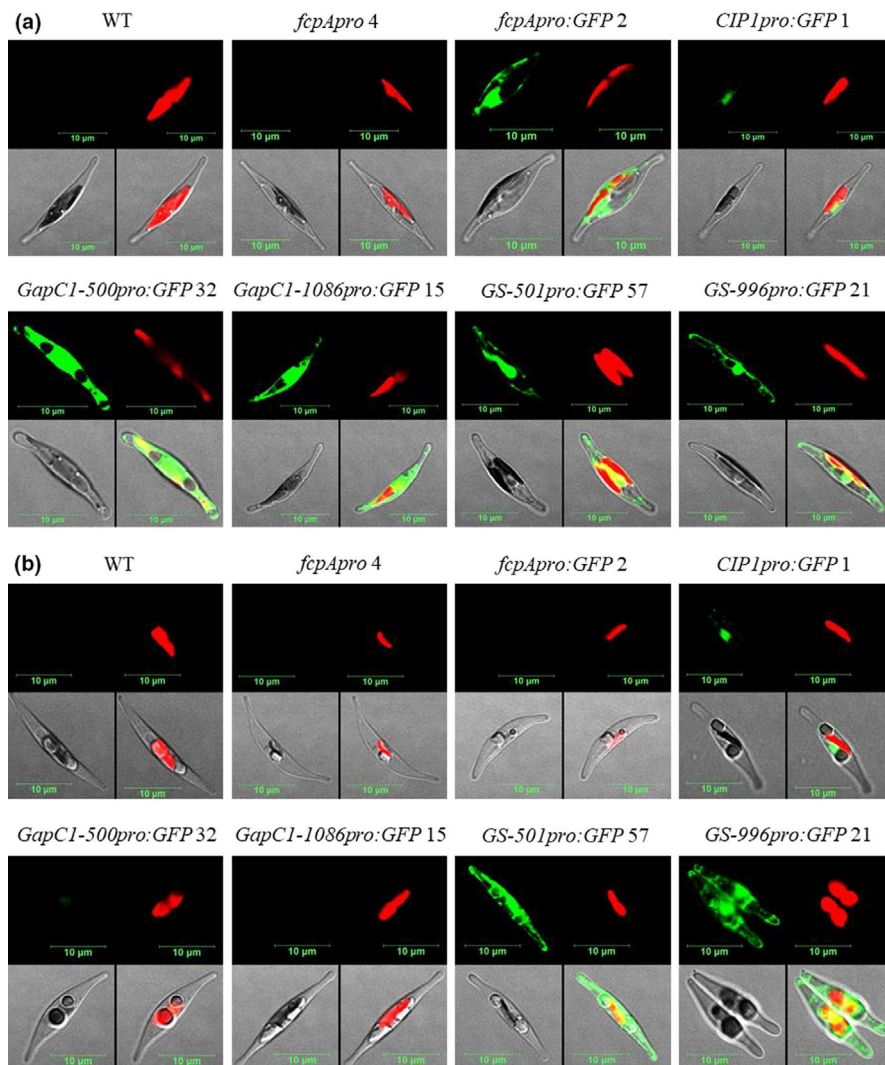 (a) WT fcpApro 4 fcpApro:GFP 2 CIP1pro:GFP 1
10 µm 10 µm 10 µm 10 µm 10 µm 10 µm 10 µm 10 µm
10 µm 10 µm 10 µm 10 µm 10 µm 10 µm 10 µm 10 µm
GapC1-500pro:GFP 32 GapC1-1086pro:GFP 15 GS-501pro:GFP 57 GS-996pro:GFP 21
10 µm 10 µm 10 µm 10 µm 10 µm 10 µm 10 µm 10 µm
10 µm 10 µm 10 µm 10 µm 10 µm 10 µm 10 µm 10 µm
(b) WT fcpApro 4 fcpApro:GFP 2 CIP1pro:GFP 1
10 µm 10 µm 10 µm 10 µm 10 µm 10 µm 10 µm 10 µm
10 µm 10 µm 10 µm 10 µm 10 µm 10 µm 10 µm 10 µm
GapC1-500pro:GFP 32 GapC1-1086pro:GFP 15 GS-501pro:GFP 57 GS-996pro:GFP 21
10 µm 10 µm 10 µm 10 µm 10 µm 10 µm 10 µm 10 µm
10 µm 10 µm 10 µm 10 µm 10 µm 10 µm 10 µm 10 µm